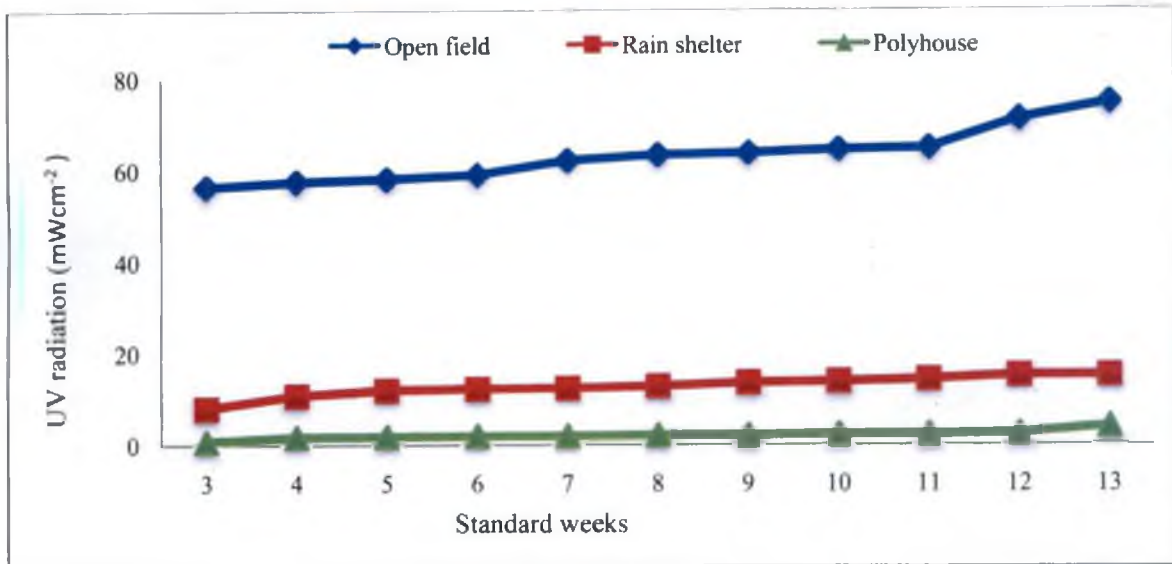 Open field Rain shelter Polyhouse
80
60
40
20
0
UV radiation (mWcm-2)
3 4 5 6 7 8 9 10 11 12 13
Standard weeks